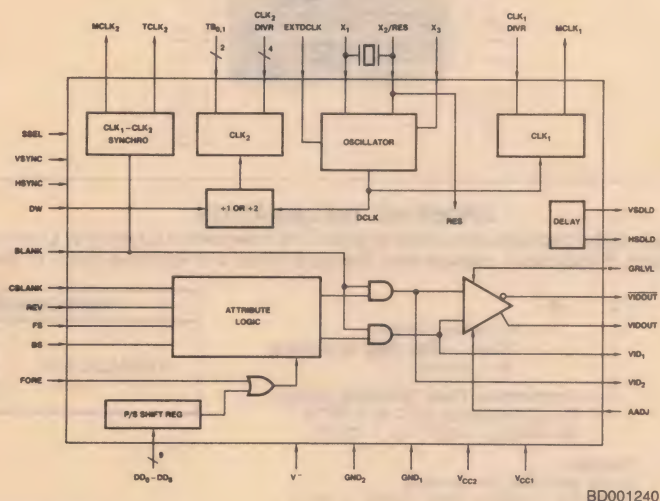 MCLK₂ TCLK₂ TB₀,₁ CLK₂ DIVR EXTDCLK X₁ X₂/RES X₃ CLK₁ DIVR MCLK₁
2 4
SSEL
CLK₁–CLK₂ SYNCHRO
CLK₂
OSCILLATOR
CLK₁
VSYNC
HSYNC
DW
÷1 OR ÷2
DCLK
RES
DELAY
VSDLD
HSDLD
BLANK
GRLVL
CBLANK
REV
FS
BS
ATTRIBUTE LOGIC
VIDOUT
VIDOUT
VID₁
FORE
VID₂
P/S SHIFT REG
AADJ
9
DD₀–DD₈ V⁻ GND₂ GND₁ VCC2 VCC1
BD001240